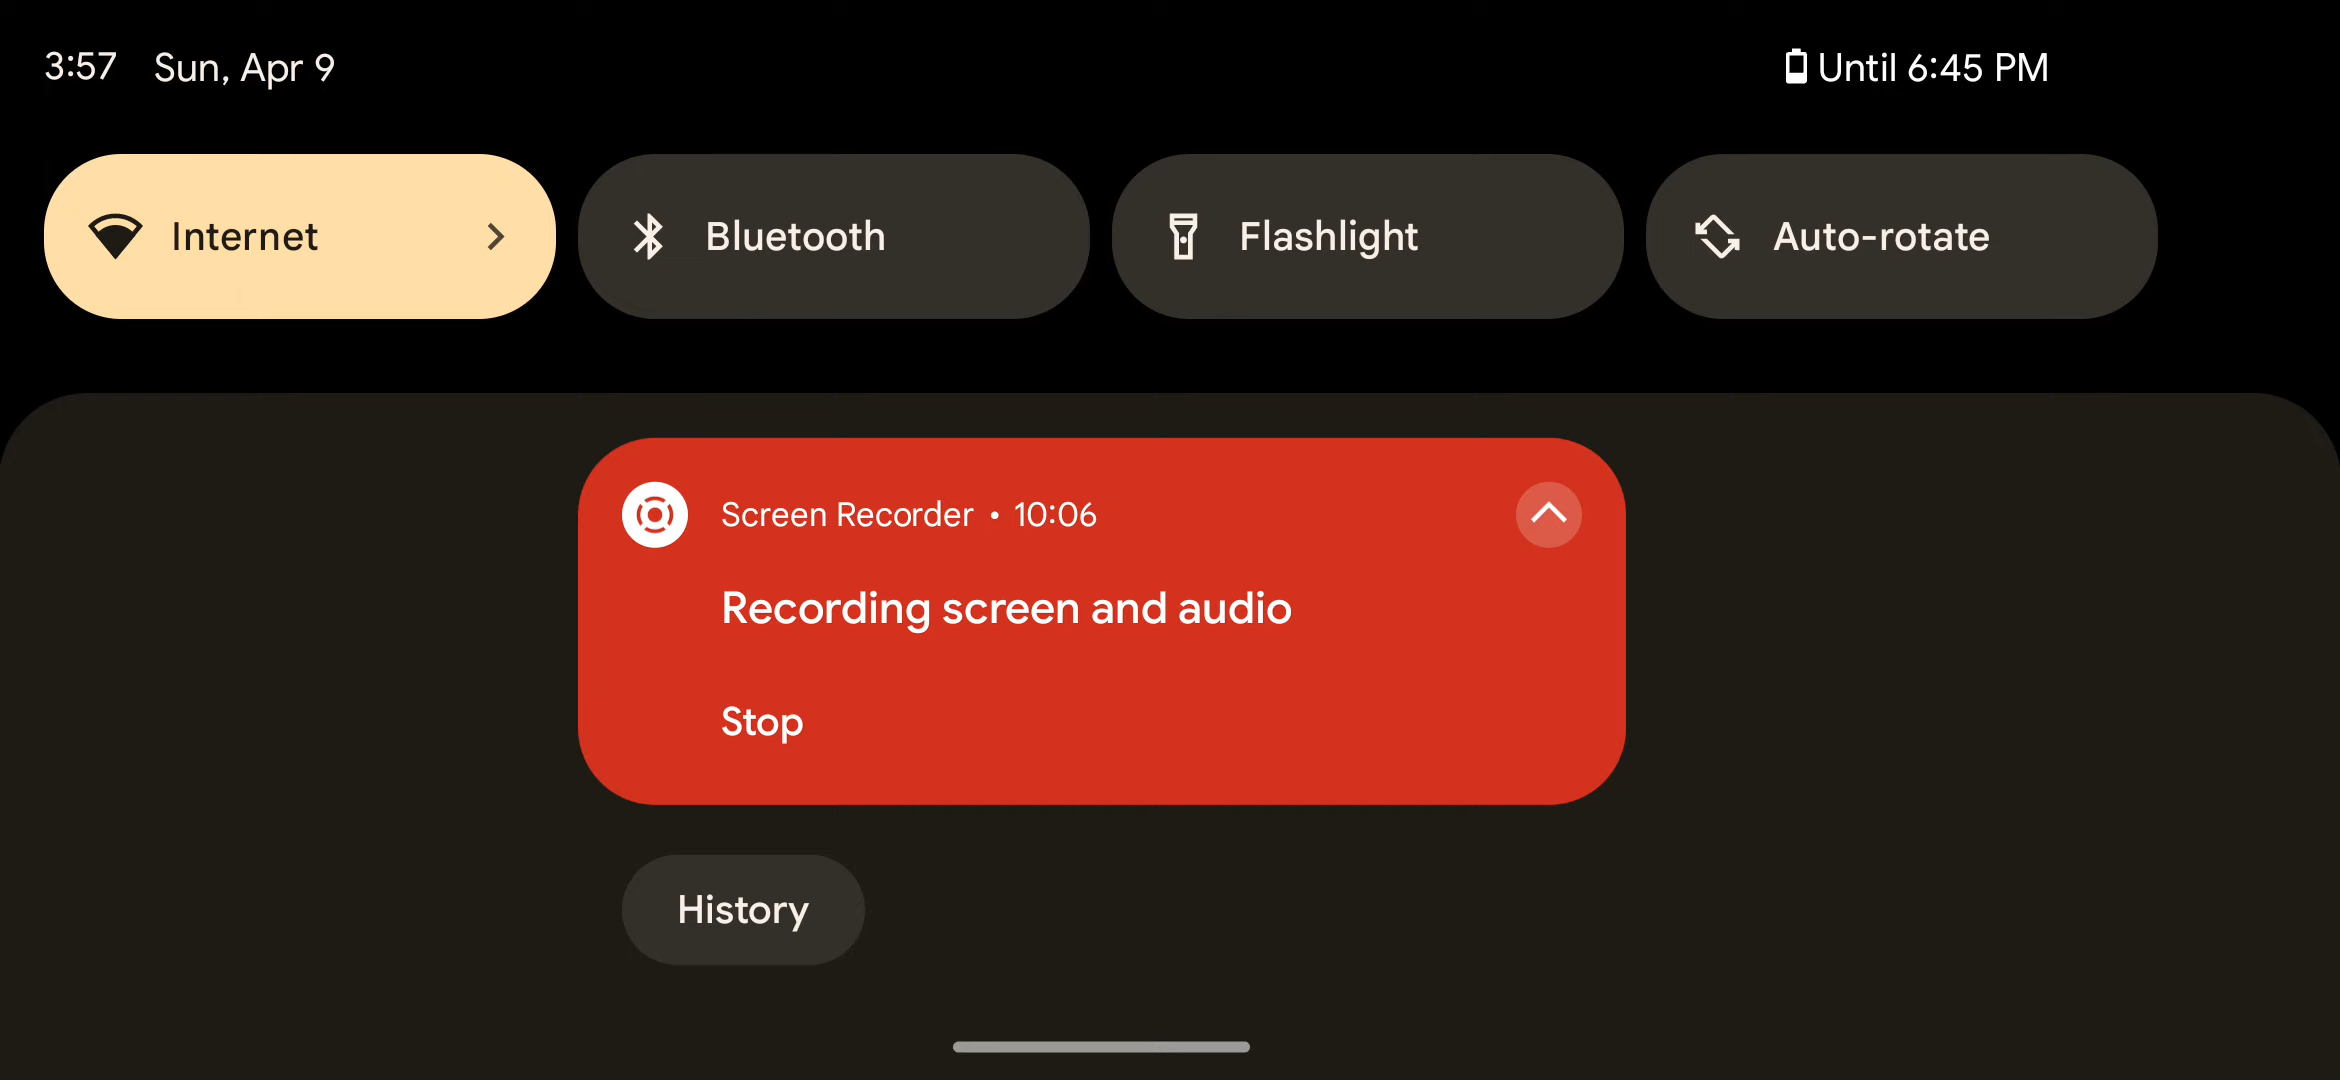 3:57 Sun, Apr 9 Until 6:45 PM
Internet Bluetooth Flashlight Auto-rotate
Screen Recorder • 10:06
Recording screen and audio
Stop
History